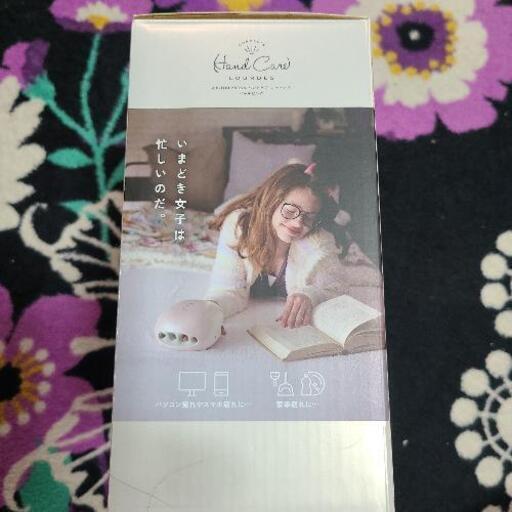 Hand Care
LOURDES
いまどき女子は
忙しいのだ。
パソコン疲れやスマホ疲れに…
家事疲れに…